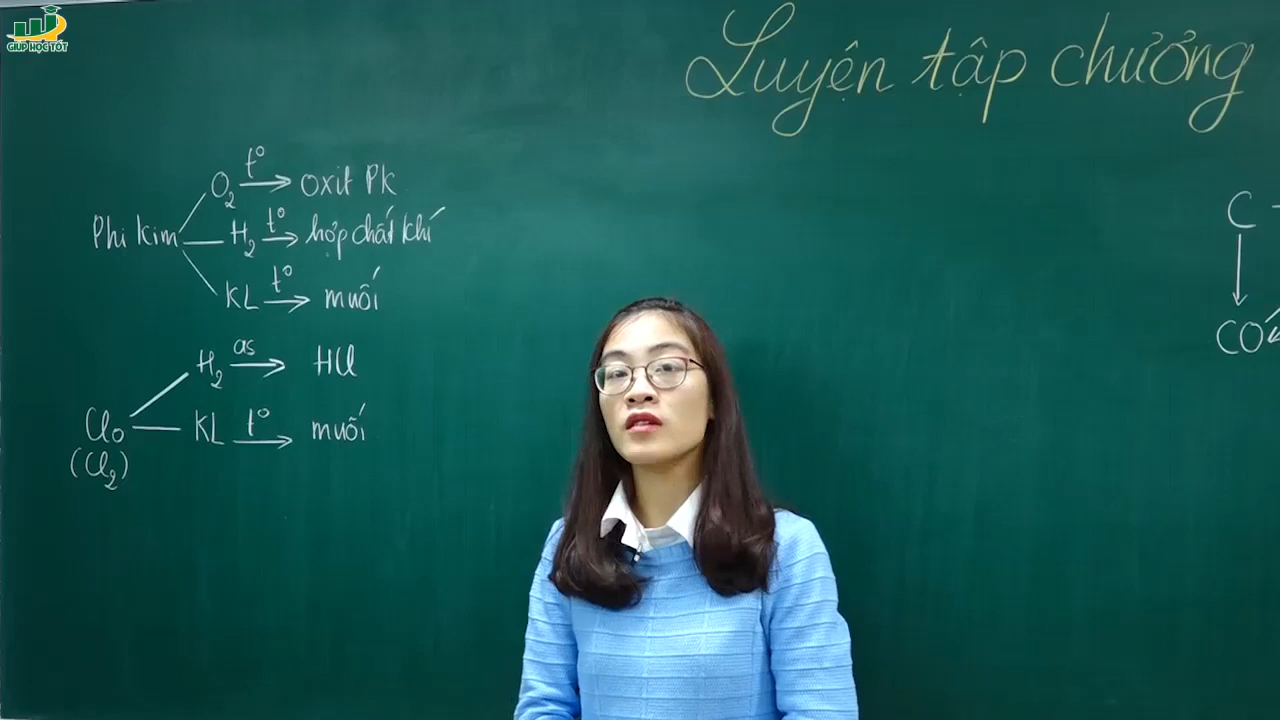 GIÚP HỌC TỐT
Luyện tập chương
O₂ t° → oxit PK
Phi kim H₂ t° → hợp chất khí
KL t° → muối
H₂ as → HCl
Clo KL t° → muối
(Cl₂)
C
CO